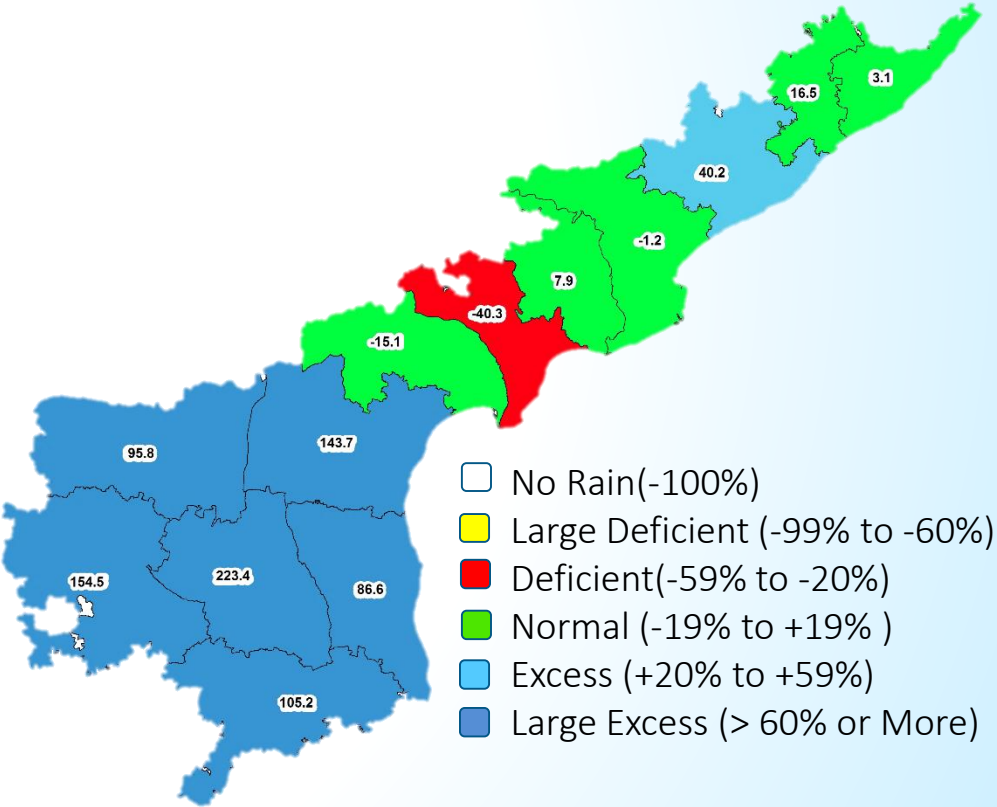 3.1
16.5
40.2
-1.2
7.9
-40.3
-15.1
143.7
95.8
223.4
154.5
86.6
105.2
No Rain(-100%)
Large Deficient (-99% to -60%)
Deficient(-59% to -20%)
Normal (-19% to +19% )
Excess (+20% to +59%)
Large Excess (> 60% or More)